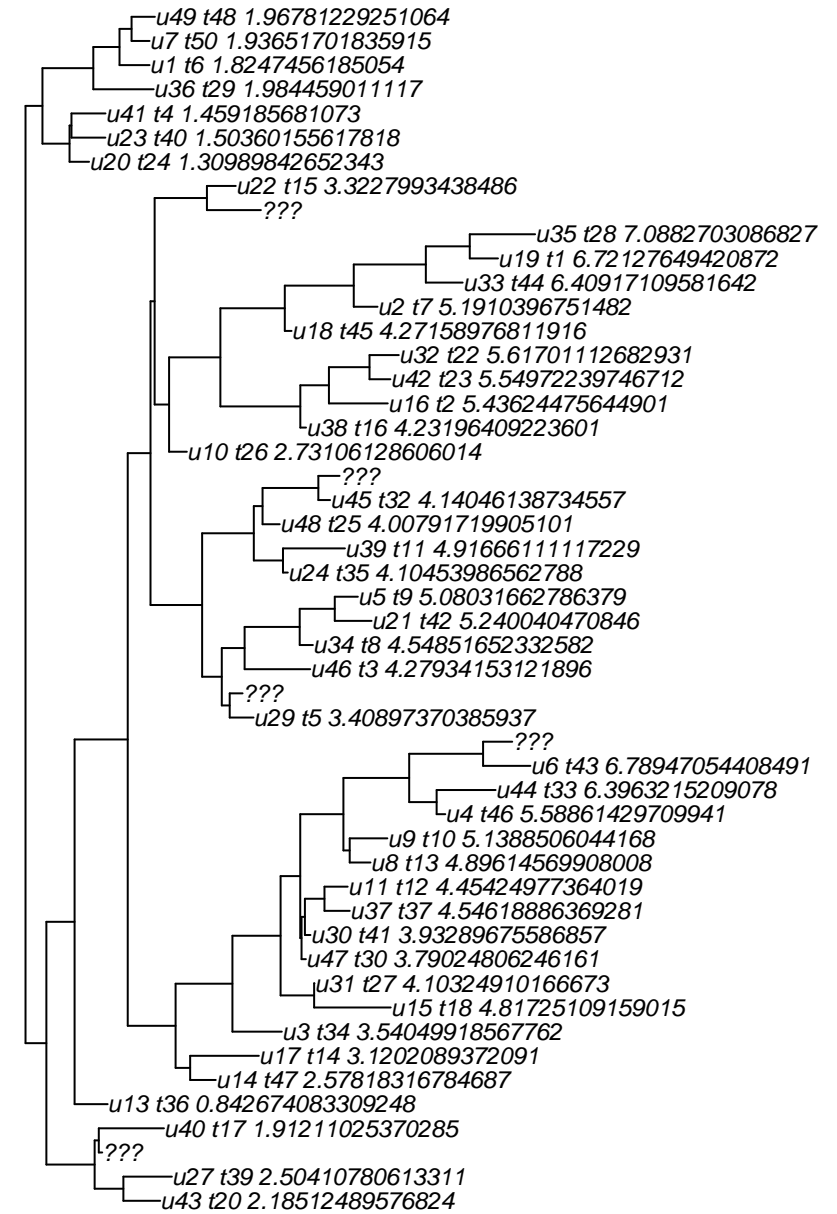 u49 t48 1.96781229251064
u7 t50 1.93651701835915
u1 t6 1.8247456185054
u36 t29 1.984459011117
u41 t4 1.459185681073
u23 t40 1.50360155617818
u20 t24 1.30989842652343
u22 t15 3.3227993438486
???
u35 t28 7.0882703086827
u19 t1 6.72127649420872
u33 t44 6.40917109581642
u2 t7 5.1910396751482
u18 t45 4.27158976811916
u32 t22 5.61701112682931
u42 t23 5.54972239746712
u16 t2 5.43624475644901
u38 t16 4.23196409223601
u10 t26 2.73106128606014
???
u45 t32 4.14046138734557
u48 t25 4.00791719905101
u39 t11 4.91666111117229
u24 t35 4.10453986562788
u5 t9 5.08031662786379
u21 t42 5.240040470846
u34 t8 4.54851652332582
u46 t3 4.27934153121896
???
u29 t5 3.40897370385937
???
u6 t43 6.78947054408491
u44 t33 6.3963215209078
u4 t46 5.58861429709941
u9 t10 5.1388506044168
u8 t13 4.89614569908008
u11 t12 4.45424977364019
u37 t37 4.54618886369281
u30 t41 3.93289675586857
u47 t30 3.79024806246161
u31 t27 4.10324910166673
u15 t18 4.81725109159015
u3 t34 3.54049918567762
u17 t14 3.1202089372091
u14 t47 2.57818316784687
u13 t36 0.842674083309248
u40 t17 1.91211025370285
???
u27 t39 2.50410780613311
u43 t20 2.18512489576824